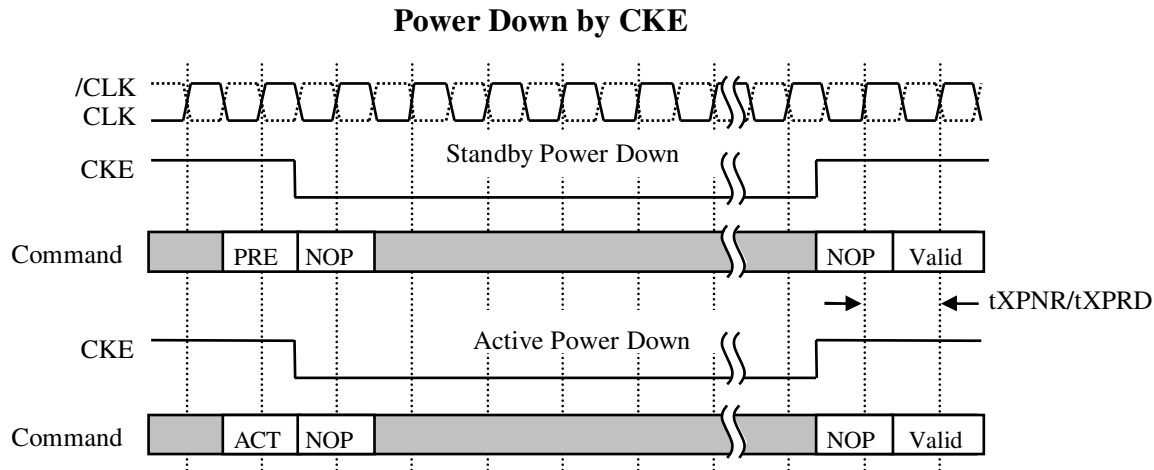 Power Down by CKE
/CLK
CLK
CKE
Standby Power Down
Command
PRE
NOP
NOP
Valid
tXPNR/tXPRD
CKE
Active Power Down
Command
ACT
NOP
NOP
Valid